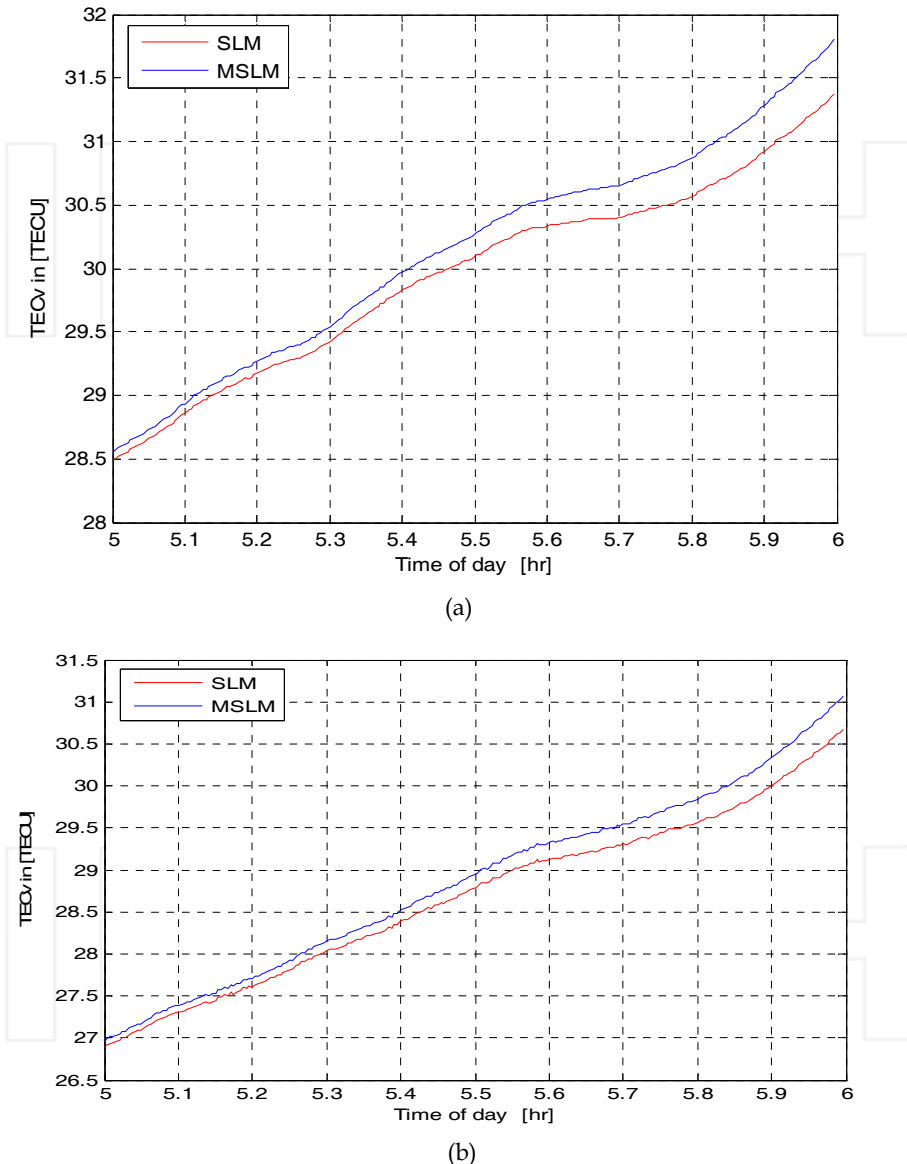 32
31.5
31
30.5
30
29.5
29
28.5
28
TECv in [TECU]
SLM
MSLM
5 5.1 5.2 5.3 5.4 5.5 5.6 5.7 5.8 5.9 6
Time of day [hr]
(a)
31.5
31
30.5
30
29.5
29
28.5
28
27.5
27
26.5
TECv in [TECU]
SLM
MSLM
5 5.1 5.2 5.3 5.4 5.5 5.6 5.7 5.8 5.9 6
Time of day [hr]
(b)